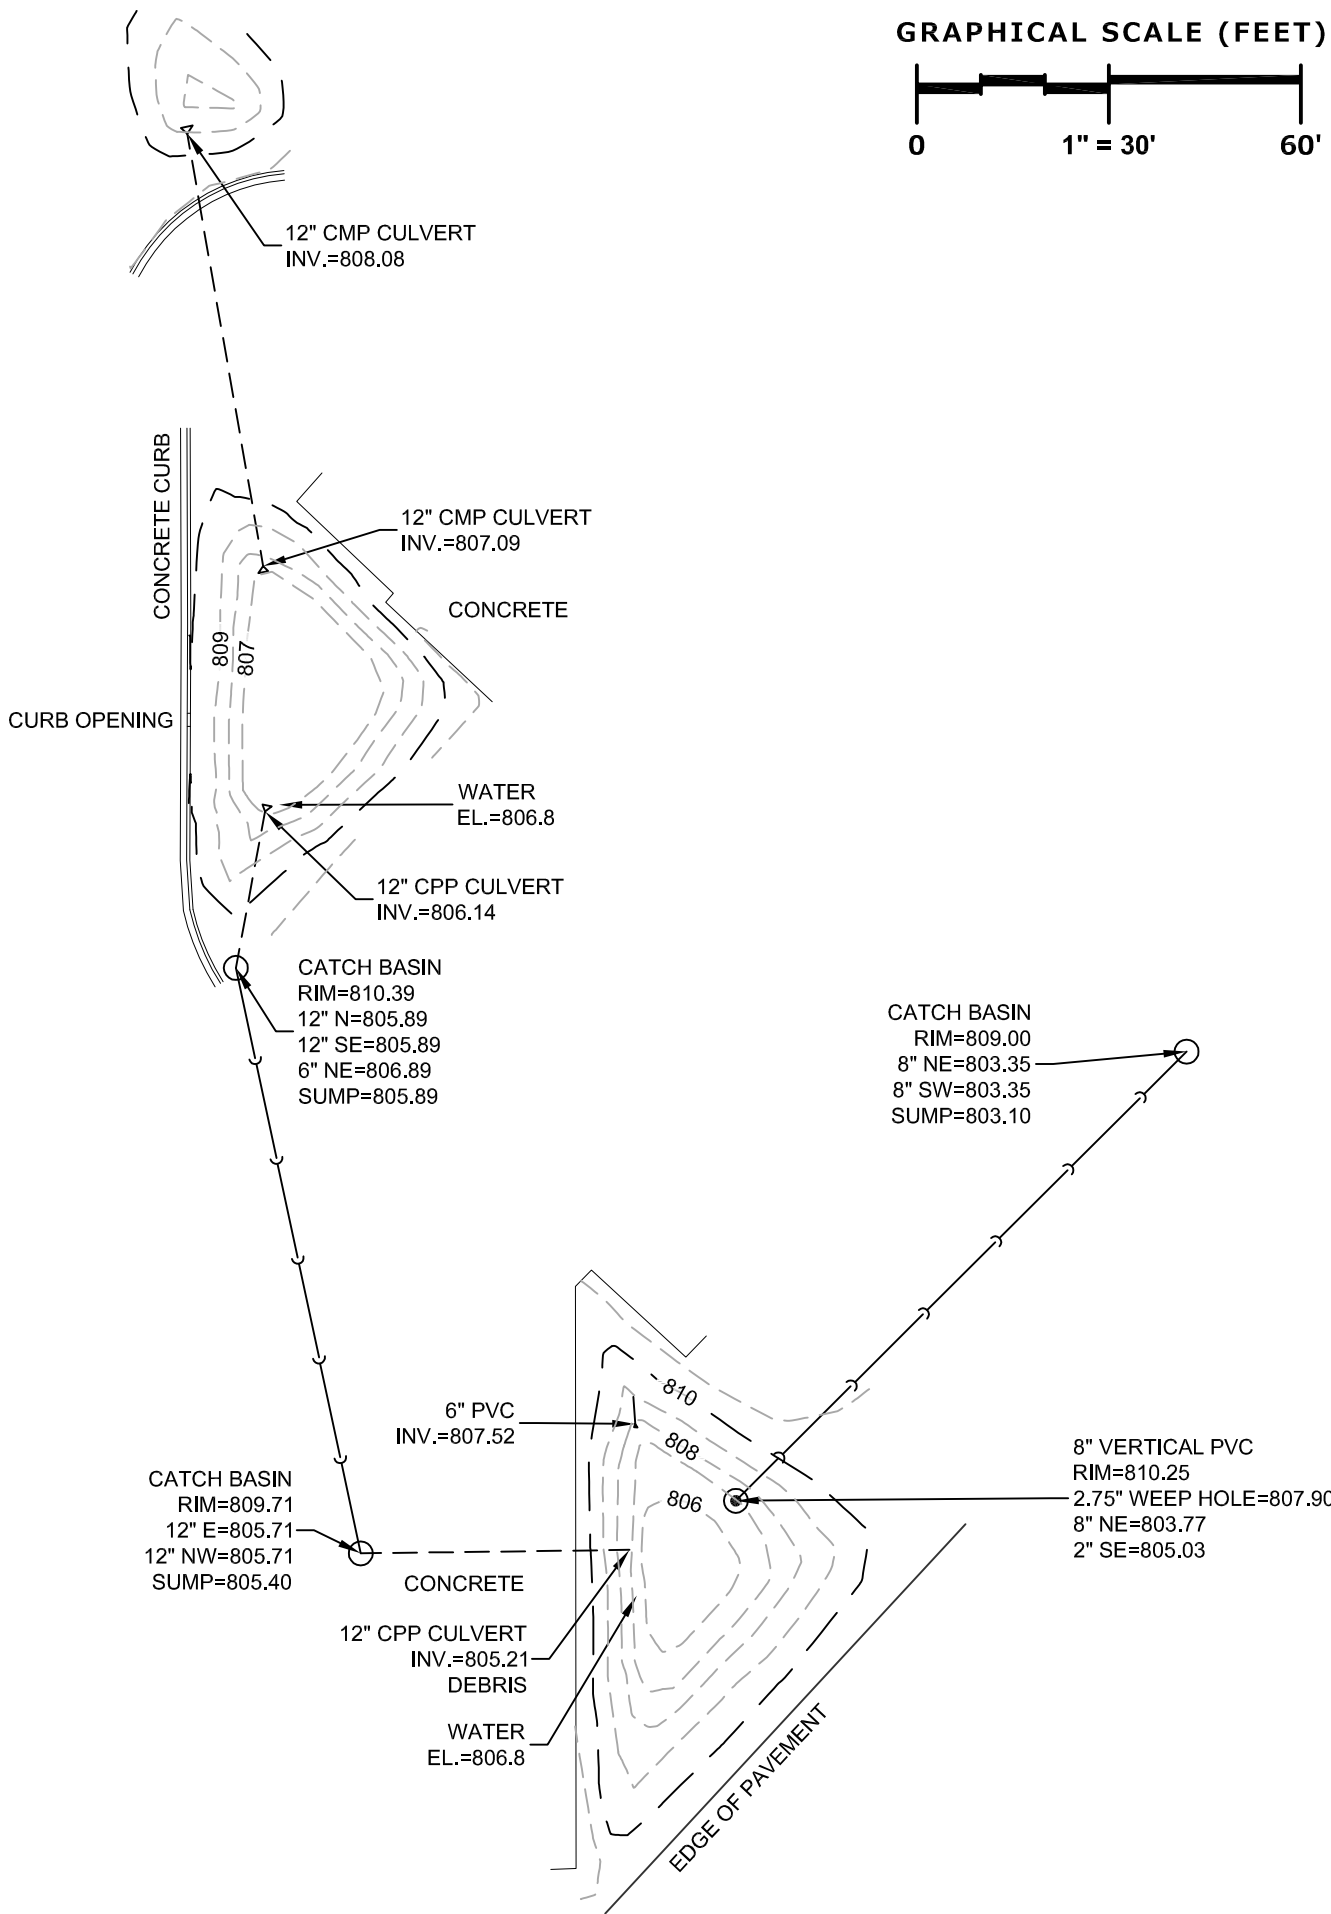 GRAPHICAL SCALE (FEET)
0
1" = 30'
60'
12" CMP CULVERT
INV.=808.08
CONCRETE CURB
12" CMP CULVERT
INV.=807.09
CONCRETE
809
807
CURB OPENING
WATER
EL.=806.8
12" CPP CULVERT
INV.=806.14
CATCH BASIN
RIM=810.39
12" N=805.89
12" SE=805.89
6" NE=806.89
SUMP=805.89
CATCH BASIN
RIM=809.00
8" NE=803.35
8" SW=803.35
SUMP=803.10
810
6" PVC
INV.=807.52
808
806
8" VERTICAL PVC
RIM=810.25
2.75" WEEP HOLE=807.90
8" NE=803.77
2" SE=805.03
CATCH BASIN
RIM=809.71
12" E=805.71
12" NW=805.71
SUMP=805.40
CONCRETE
12" CPP CULVERT
INV.=805.21
DEBRIS
WATER
EL.=806.8
EDGE OF PAVEMENT